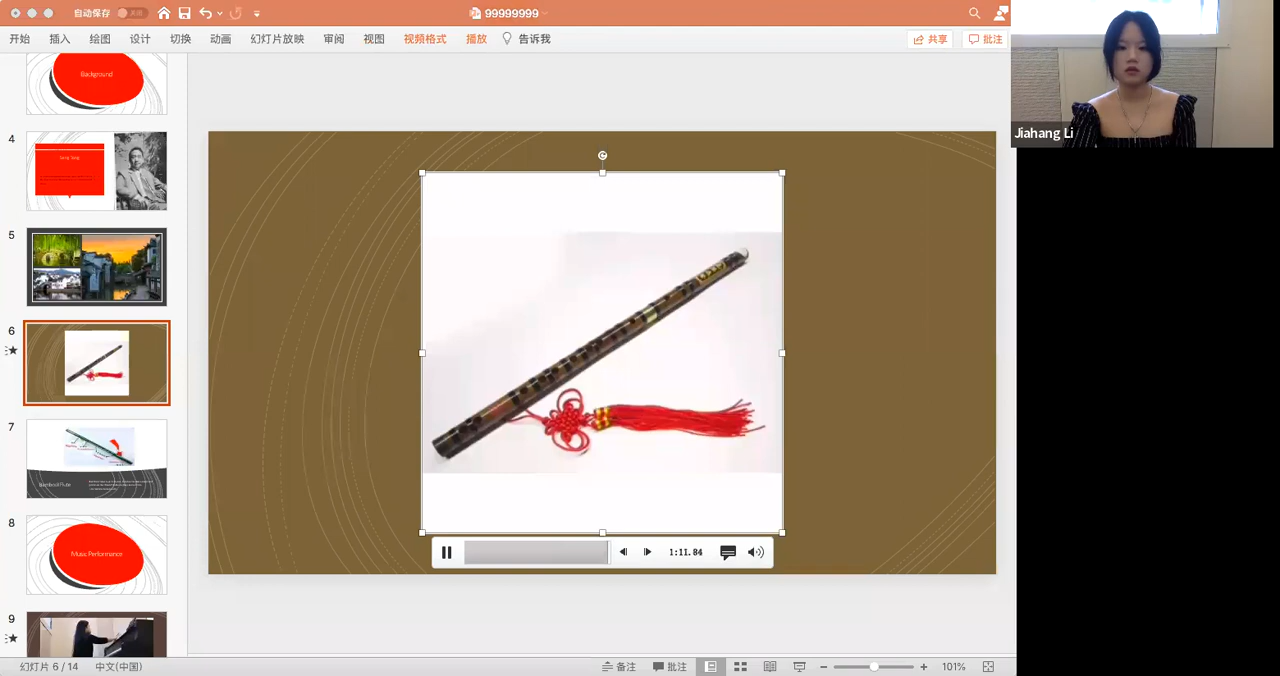 自动保存 关闭 99999999
开始 插入 绘图 设计 切换 动画 幻灯片放映 审阅 视图 视频格式 播放 告诉我 共享 批注
Background
4
5
6
7
Bamboo Flute
8
Music Performance
9
1:11.84
幻灯片 6 / 14 中文(中国) 备注 批注 101%
Jiahang Li